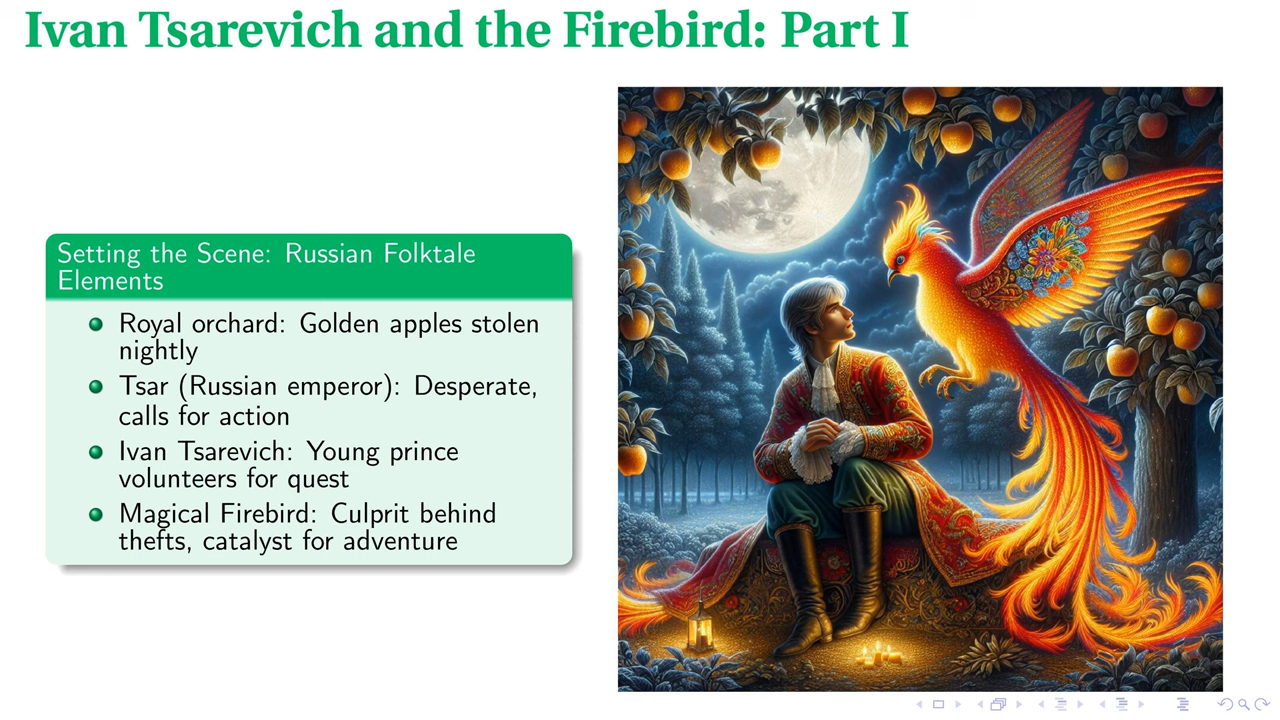 Ivan Tsarevich and the Firebird: Part I
Setting the Scene: Russian Folktale
Elements
Royal orchard: Golden apples stolen
nightly
Tsar (Russian emperor): Desperate,
calls for action
Ivan Tsarevich: Young prince
volunteers for quest
Magical Firebird: Culprit behind
thefts, catalyst for adventure